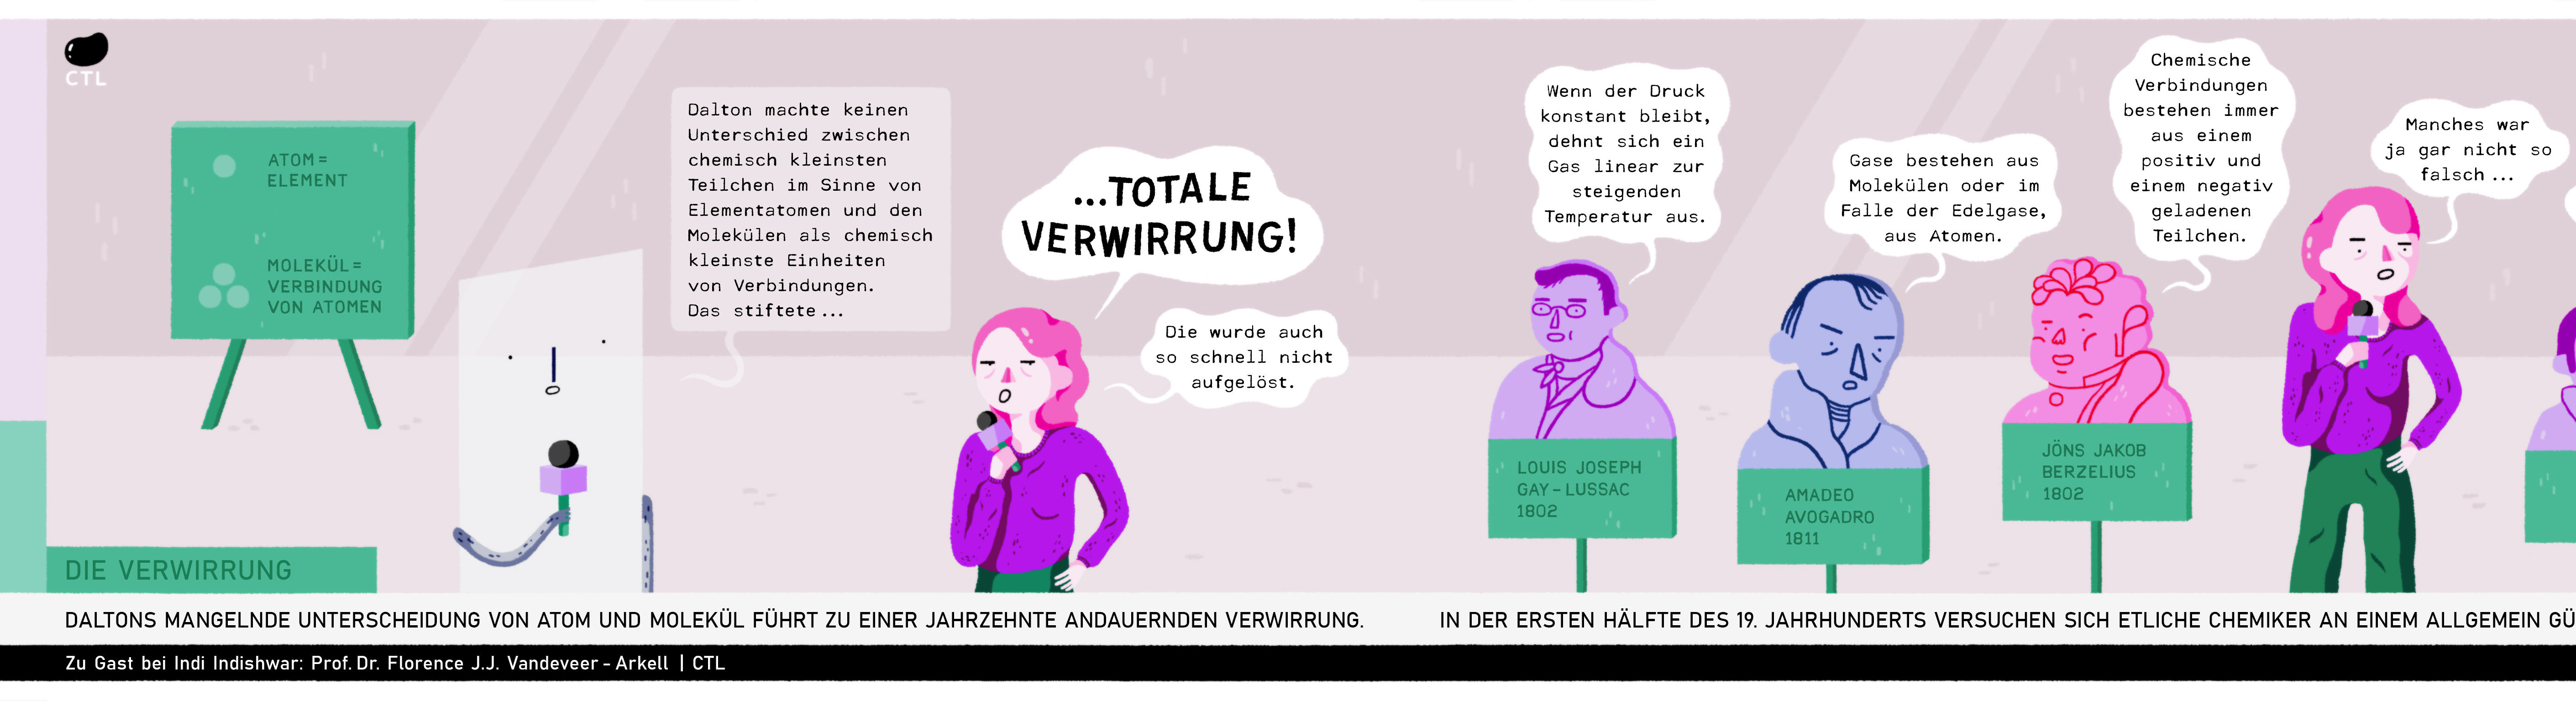 CTL
ATOM =
ELEMENT
MOLEKÜL =
VERBINDUNG
VON ATOMEN
Dalton machte keinen
Unterschied zwischen
chemisch kleinsten
Teilchen im Sinne von
Elementatomen und den
Molekülen als chemisch
kleinste Einheiten
von Verbindungen.
Das stiftete ...
...TOTALE
VERWIRRUNG!
Die wurde auch
so schnell nicht
aufgelöst.
Wenn der Druck
konstant bleibt,
dehnt sich ein
Gas linear zur
steigenden
Temperatur aus.
LOUIS JOSEPH
GAY-LUSSAC
1802
Gase bestehen aus
Molekülen oder im
Falle der Edelgase,
aus Atomen.
AMADEO
AVOGADRO
1811
Chemische
Verbindungen
bestehen immer
aus einem
positiv und
einem negativ
geladenen
Teilchen.
JÖNS JAKOB
BERZELIUS
1802
Manches war
ja gar nicht so
falsch ...
DIE VERWIRRUNG
DALTONS MANGELNDE UNTERSCHEIDUNG VON ATOM UND MOLEKÜL FÜHRT ZU EINER JAHRZEHNTE ANDAUERNDEN VERWIRRUNG.
IN DER ERSTEN HÄLFTE DES 19. JAHRHUNDERTS VERSUCHEN SICH ETLICHE CHEMIKER AN EINEM ALLGEMEIN GÜ
Zu Gast bei Indi Indishwar: Prof. Dr. Florence J.J. Vandeveer-Arkell | CTL